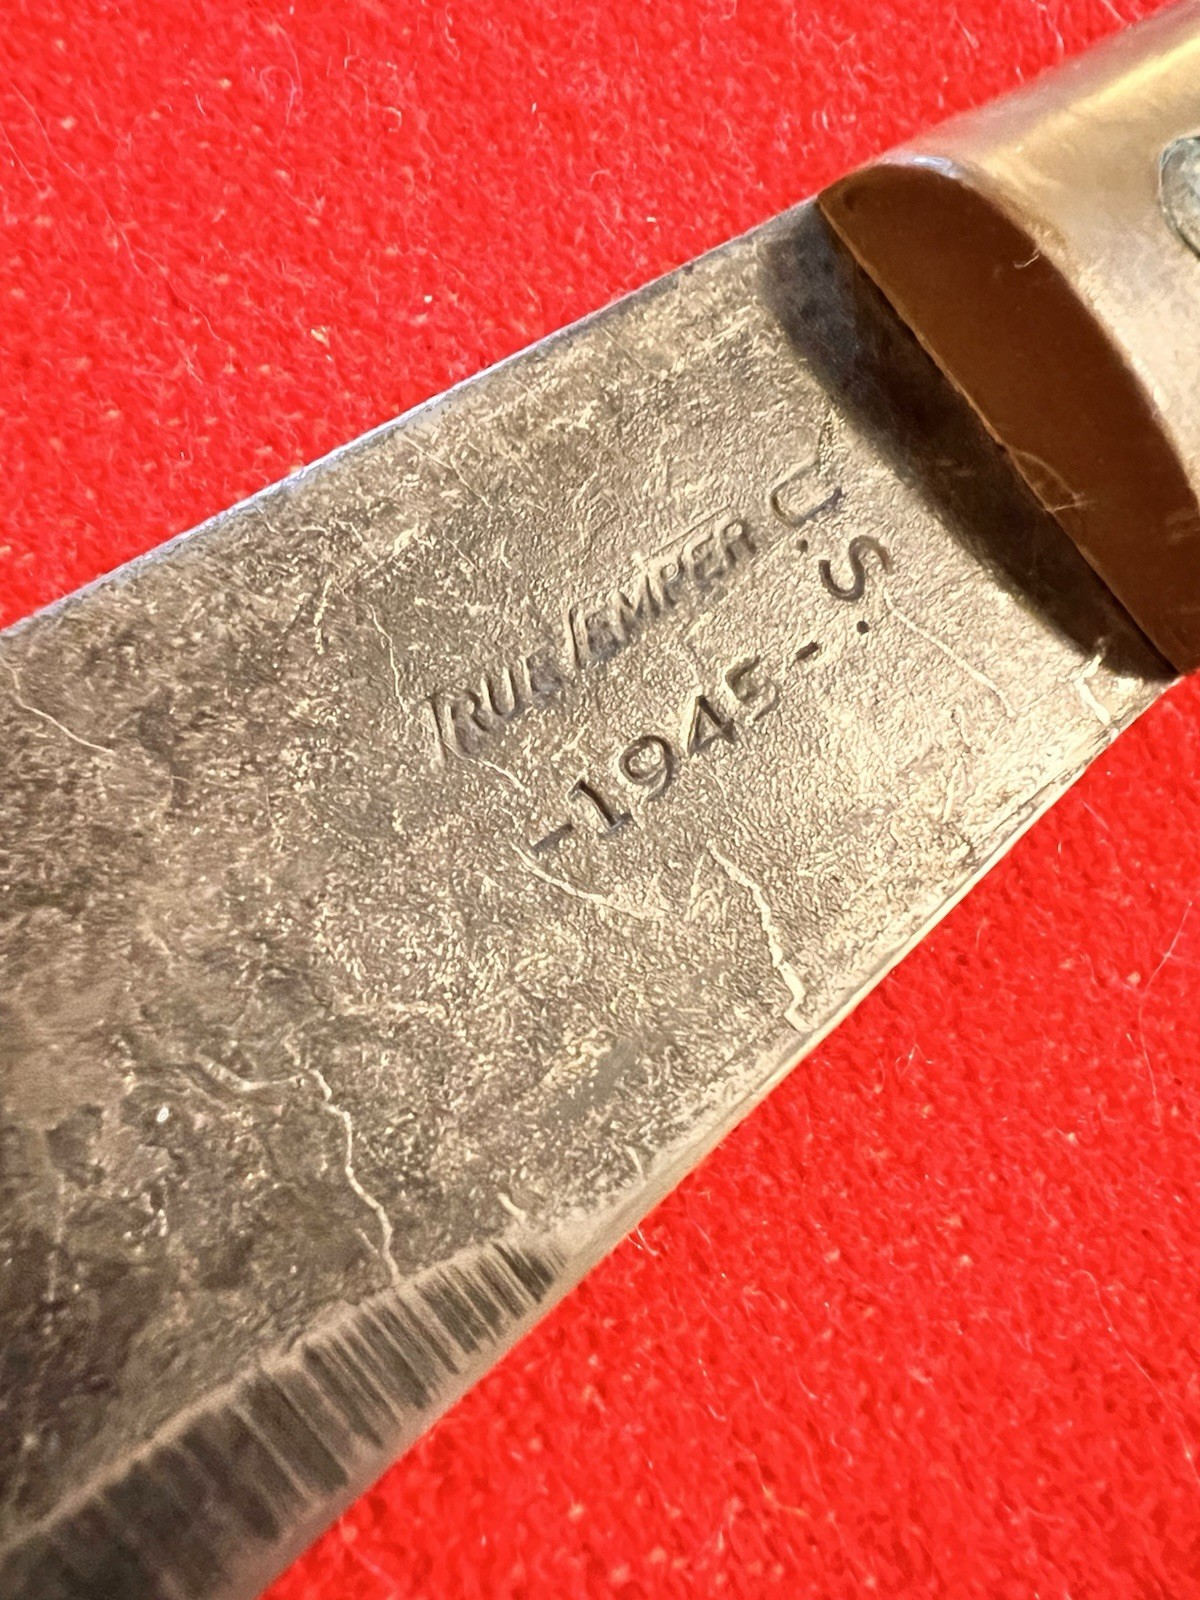 TRUE TEMPER
-1945-
U.S.